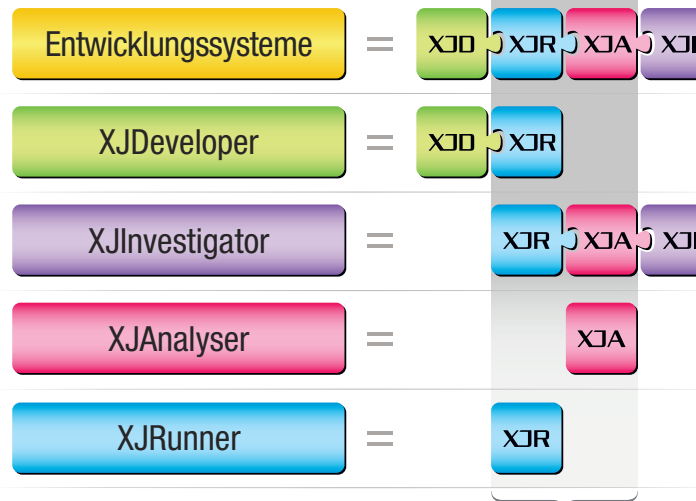 Entwicklungssysteme = XJD XJR XJA
XJDeveloper = XJD XJR
XJInvestigator = XJR XJA
XJAnalyser = XJA
XJRunner = XJR